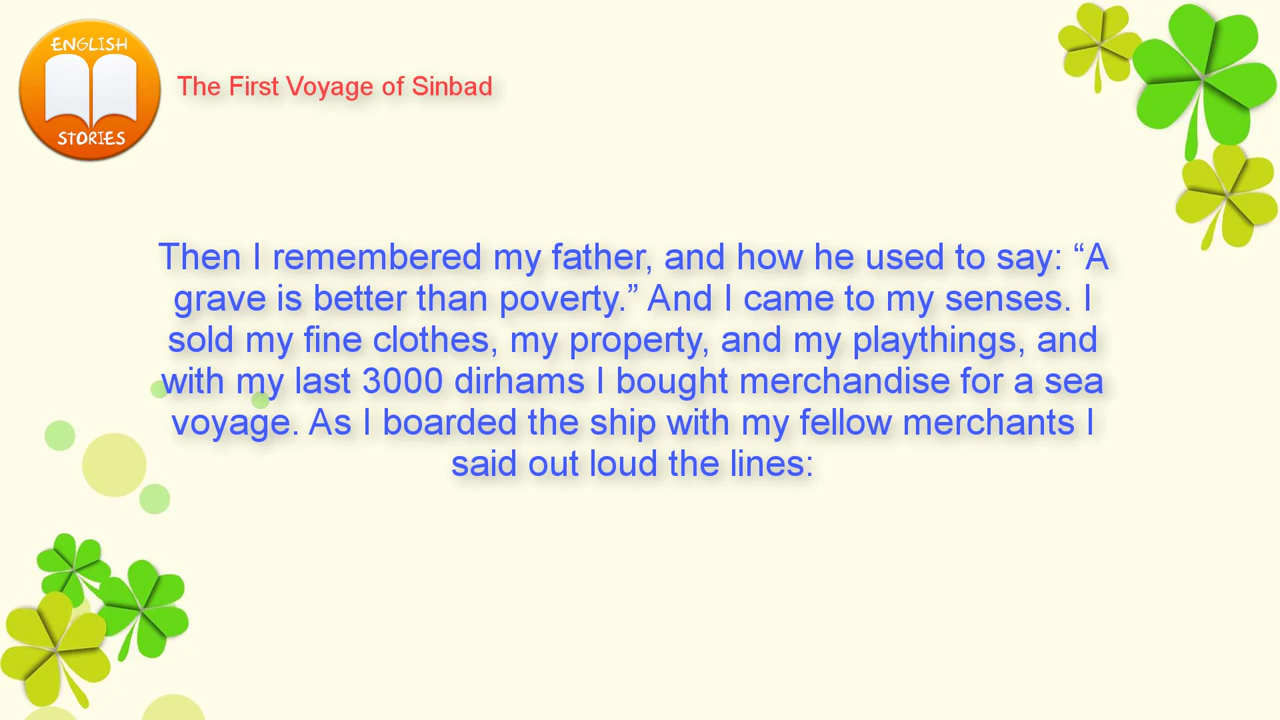 ENGLISH
STORIES
The First Voyage of Sinbad
Then I remembered my father, and how he used to say: “A
grave is better than poverty.” And I came to my senses. I
sold my fine clothes, my property, and my playthings, and
with my last 3000 dirhams I bought merchandise for a sea
voyage. As I boarded the ship with my fellow merchants I
said out loud the lines: